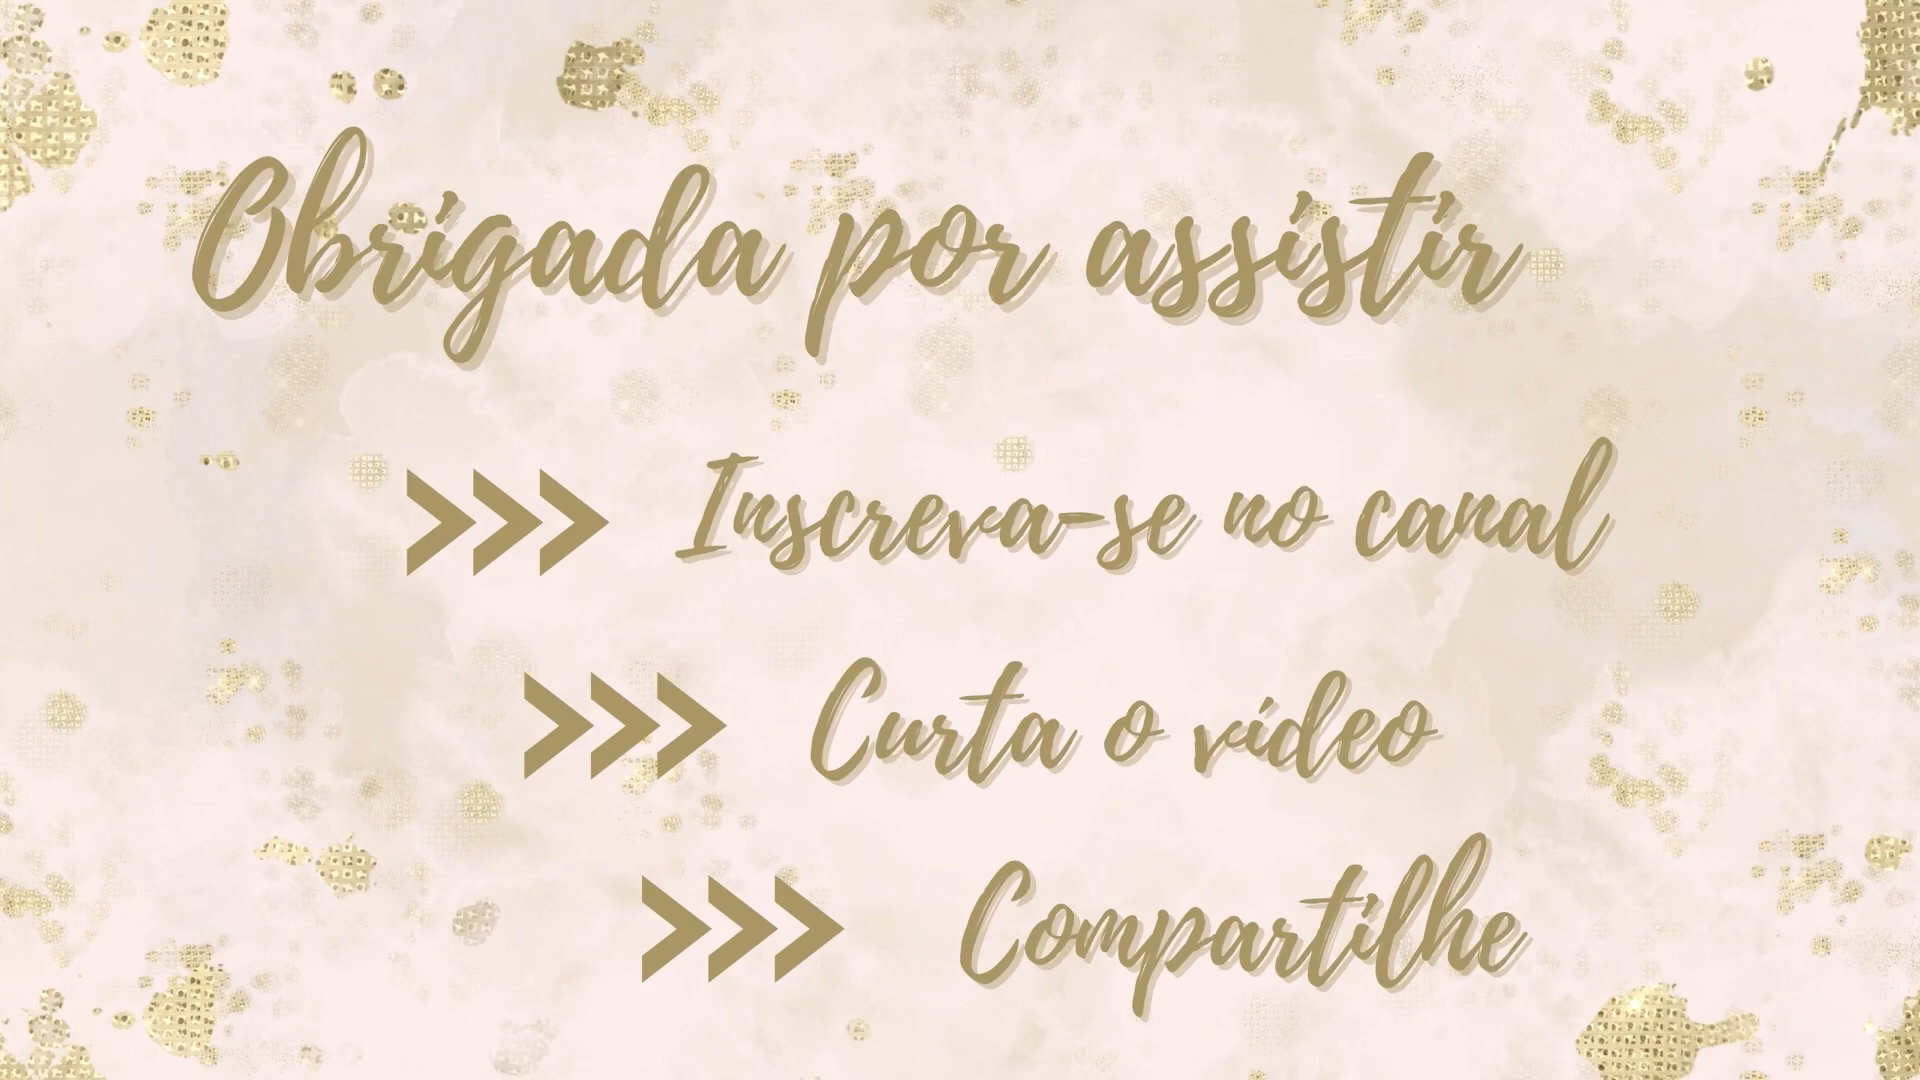 Obrigada por assistir
>>> Inscreva-se no canal
>>> Curta o vídeo
>>> Compartilhe